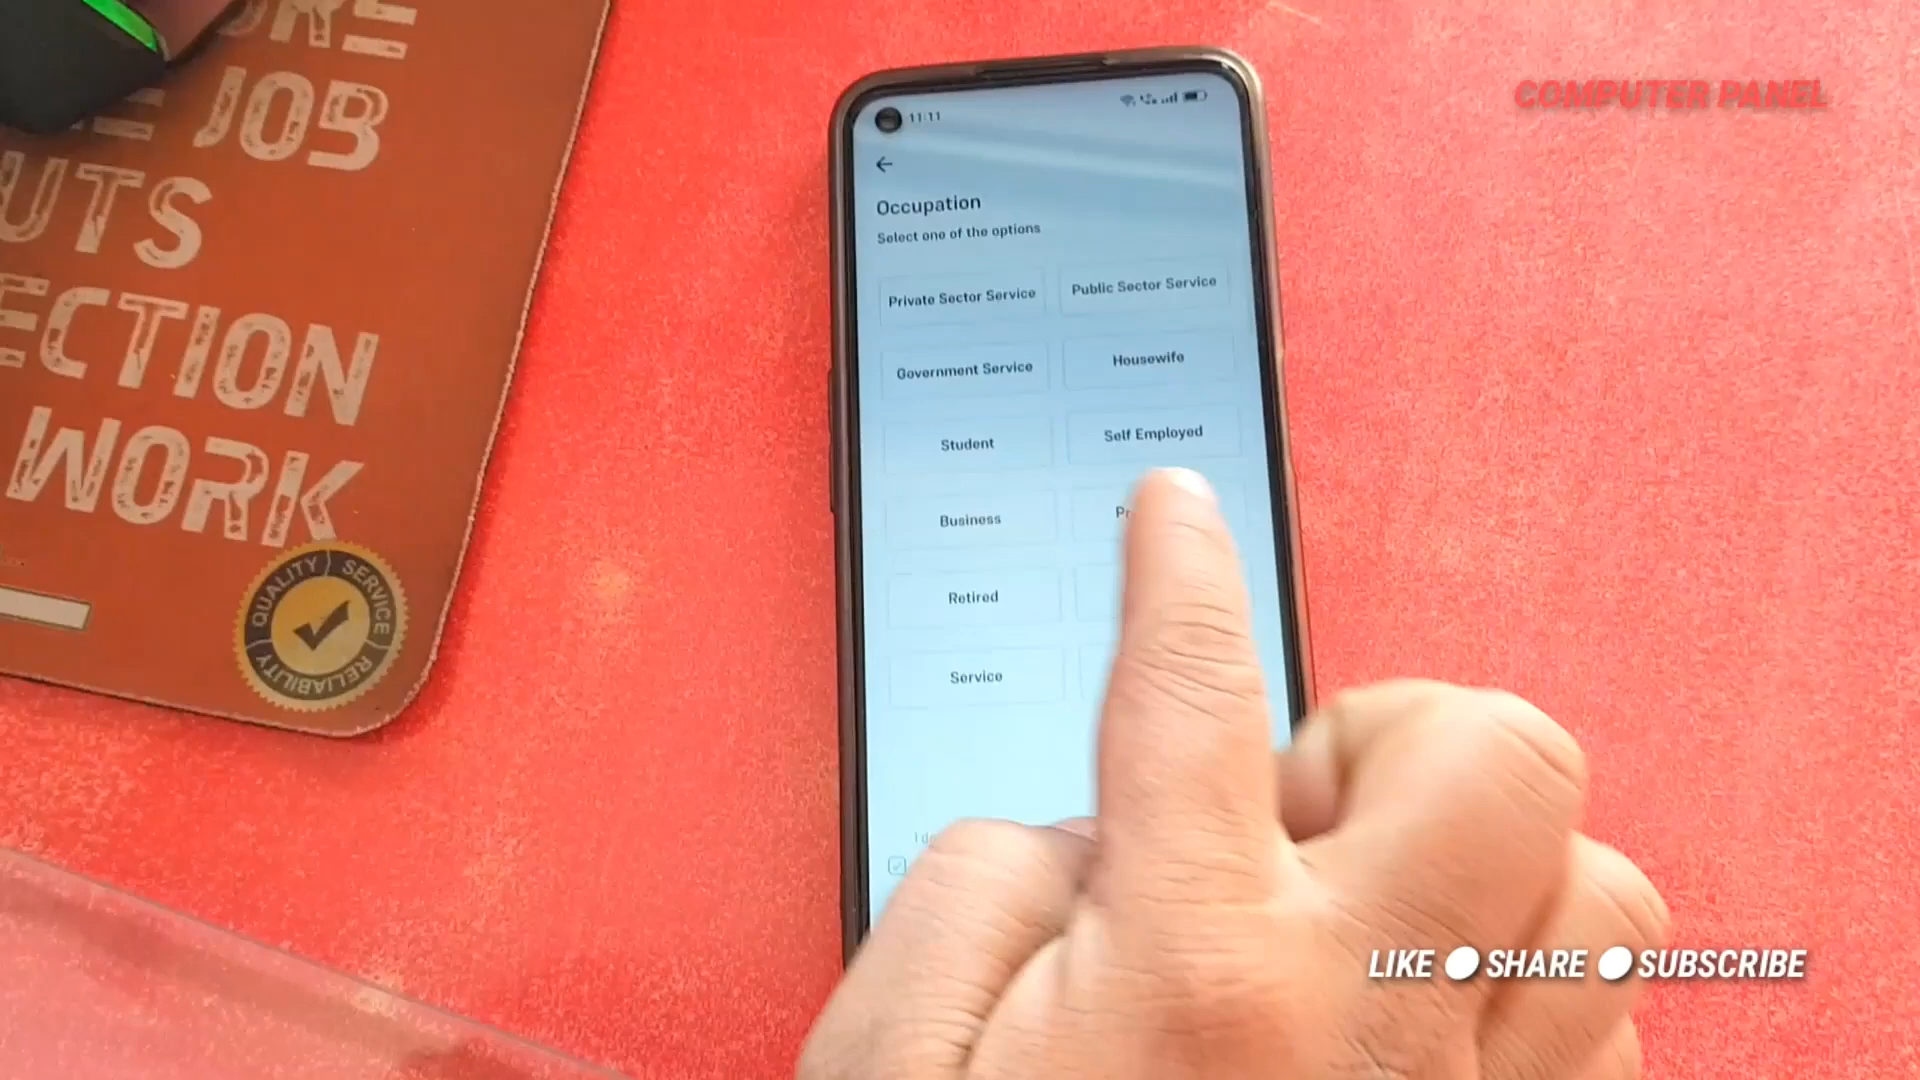 JOB
UTS
ECTION
WORK
QUALITY
SERVICE
RELIABILITY
COMPUTER PANEL
11:11
Occupation
Select one of the options
Private Sector Service
Public Sector Service
Government Service
Housewife
Student
Self Employed
Business
Retired
Service
LIKE SHARE SUBSCRIBE